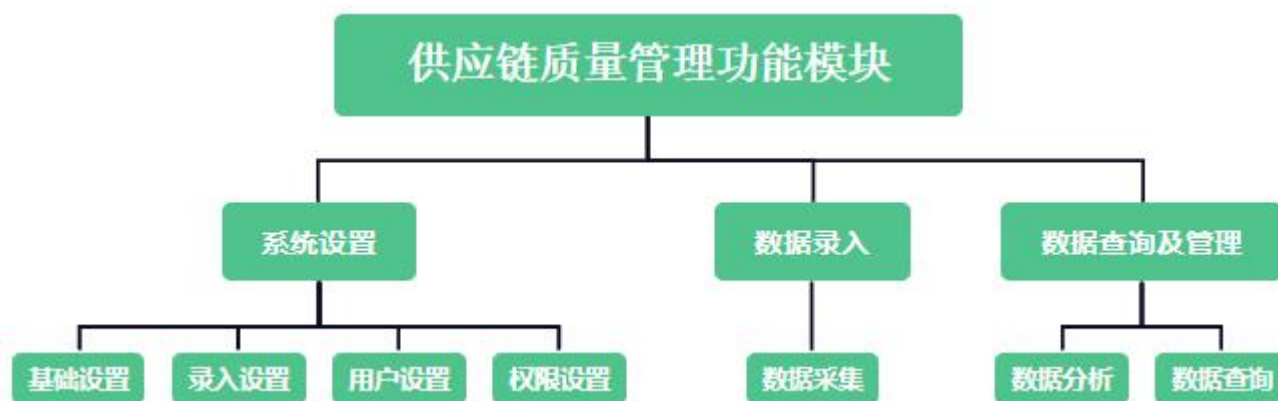 供应链质量管理功能模块
系统设置
数据录入
数据查询及管理
基础设置
录入设置
用户设置
权限设置
数据采集
数据分析
数据查询